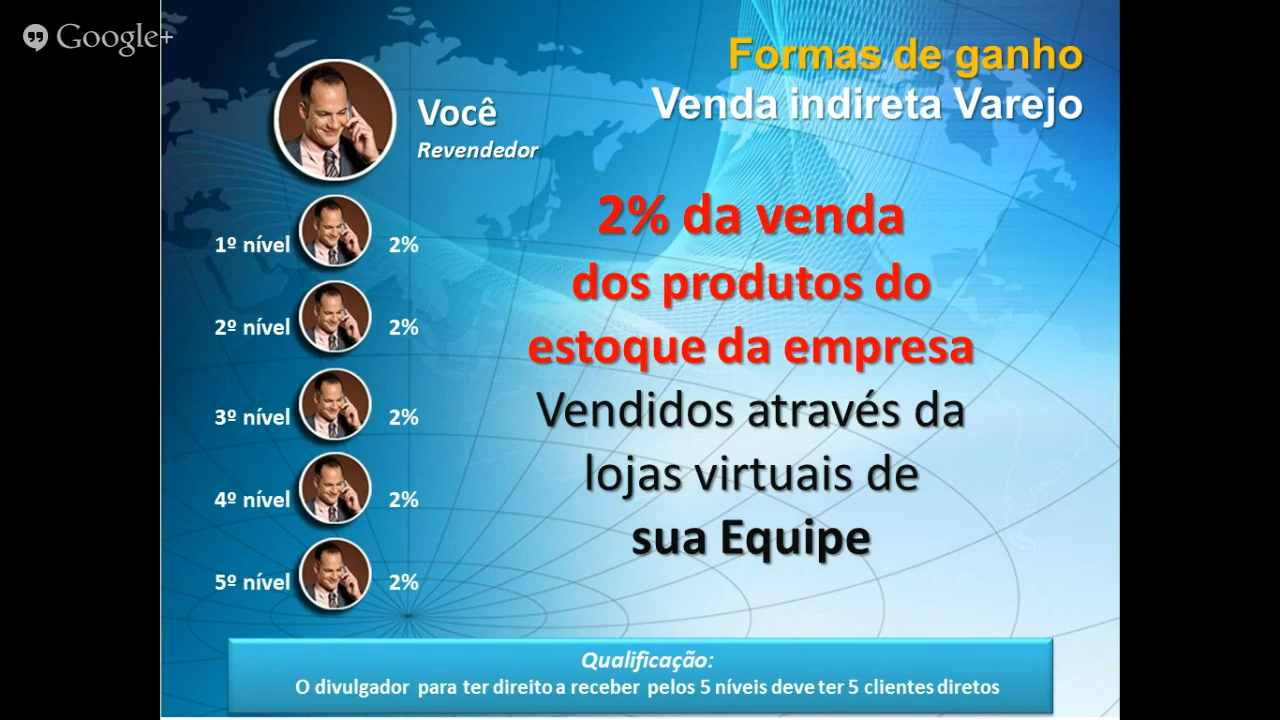 Google+
Formas de ganho
Venda indireta Varejo
Você
Revendedor
1º nível 2%
2º nível 2%
3º nível 2%
4º nível 2%
5º nível 2%
2% da venda
dos produtos do
estoque da empresa
Vendidos através da
lojas virtuais de
sua Equipe
Qualificação:
O divulgador para ter direito a receber pelos 5 níveis deve ter 5 clientes diretos